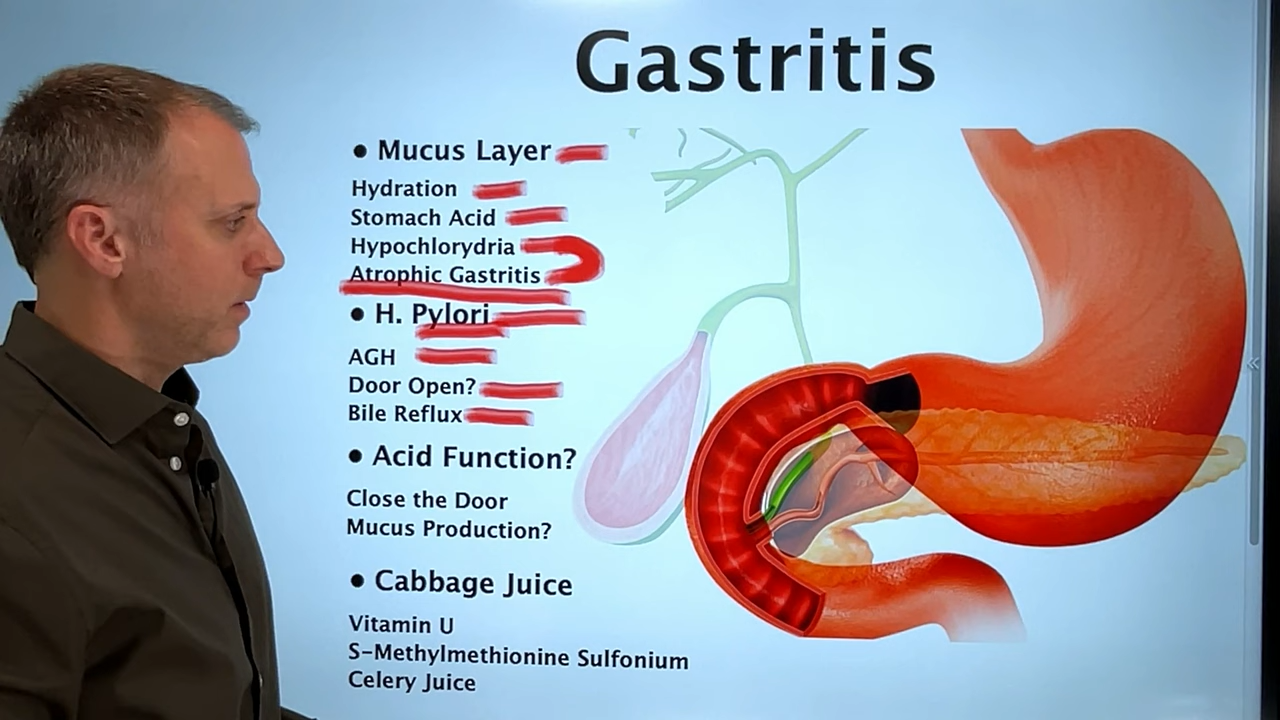 Gastritis
• Mucus Layer
Hydration
Stomach Acid
Hypochlorydria
Atrophic Gastritis
• H. Pylori
AGH
Door Open?
Bile Reflux
• Acid Function?
Close the Door
Mucus Production?
• Cabbage Juice
Vitamin U
S-Methylmethionine Sulfonium
Celery Juice